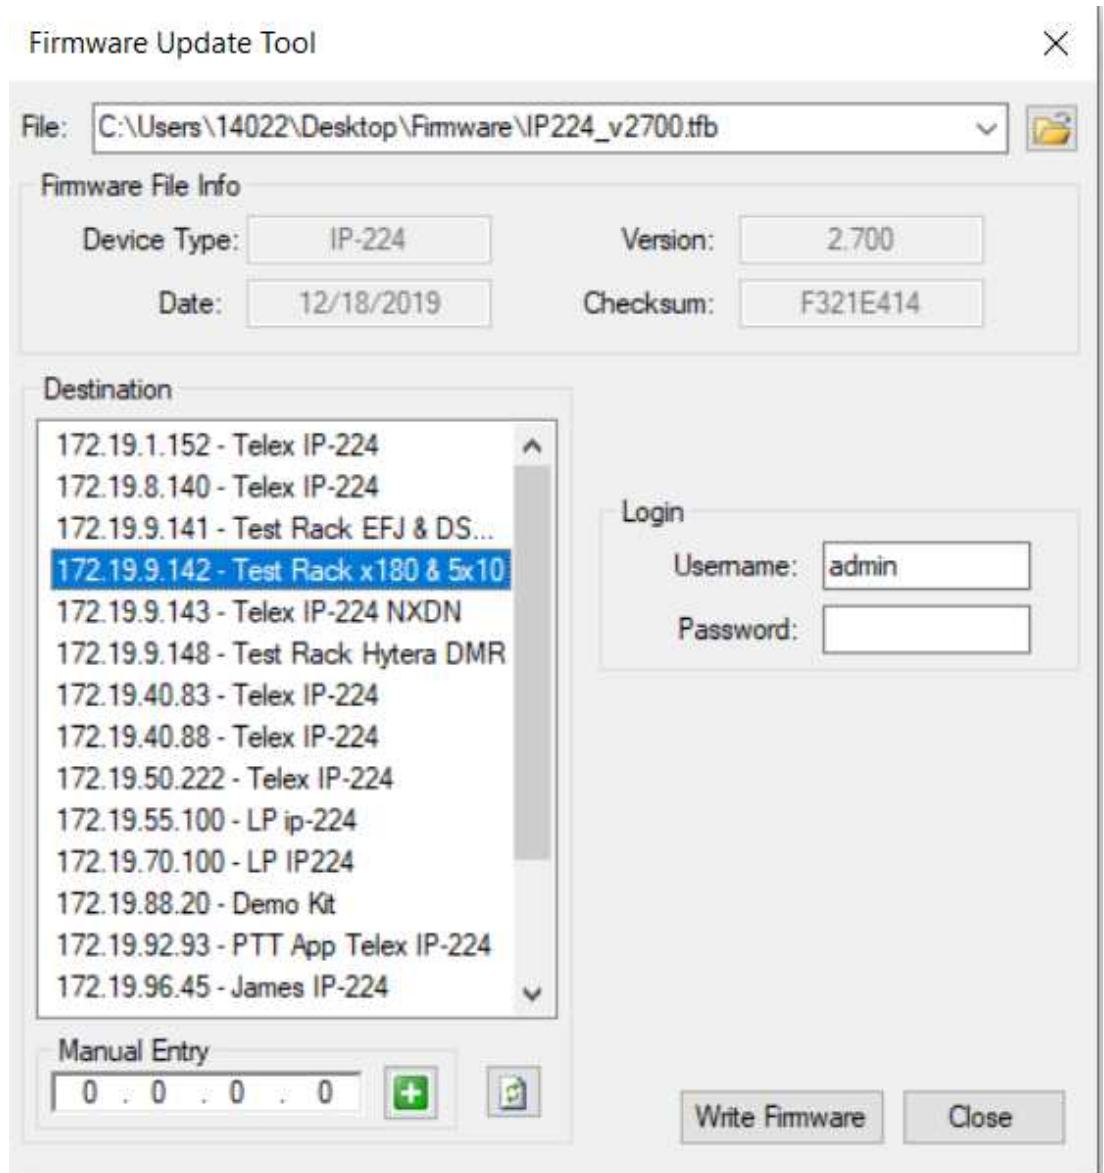 Firmware Update Tool
File: C:\Users\14022\Desktop\Firmware\IP224_v2700.tfb
Firmware File Info
Device Type: IP-224 Version: 2.700
Date: 12/18/2019 Checksum: F321E414
Destination
172.19.1.152 - Telex IP-224
172.19.8.140 - Telex IP-224
172.19.9.141 - Test Rack EFJ & DS...
172.19.9.142 - Test Rack x180 & 5x10
172.19.9.143 - Telex IP-224 NXDN
172.19.9.148 - Test Rack Hytera DMR
172.19.40.83 - Telex IP-224
172.19.40.88 - Telex IP-224
172.19.50.222 - Telex IP-224
172.19.55.100 - LP ip-224
172.19.70.100 - LP IP224
172.19.88.20 - Demo Kit
172.19.92.93 - PTT App Telex IP-224
172.19.96.45 - James IP-224
Login
Username: admin
Password:
Manual Entry
0 . 0 . 0 . 0
Write Firmware Close